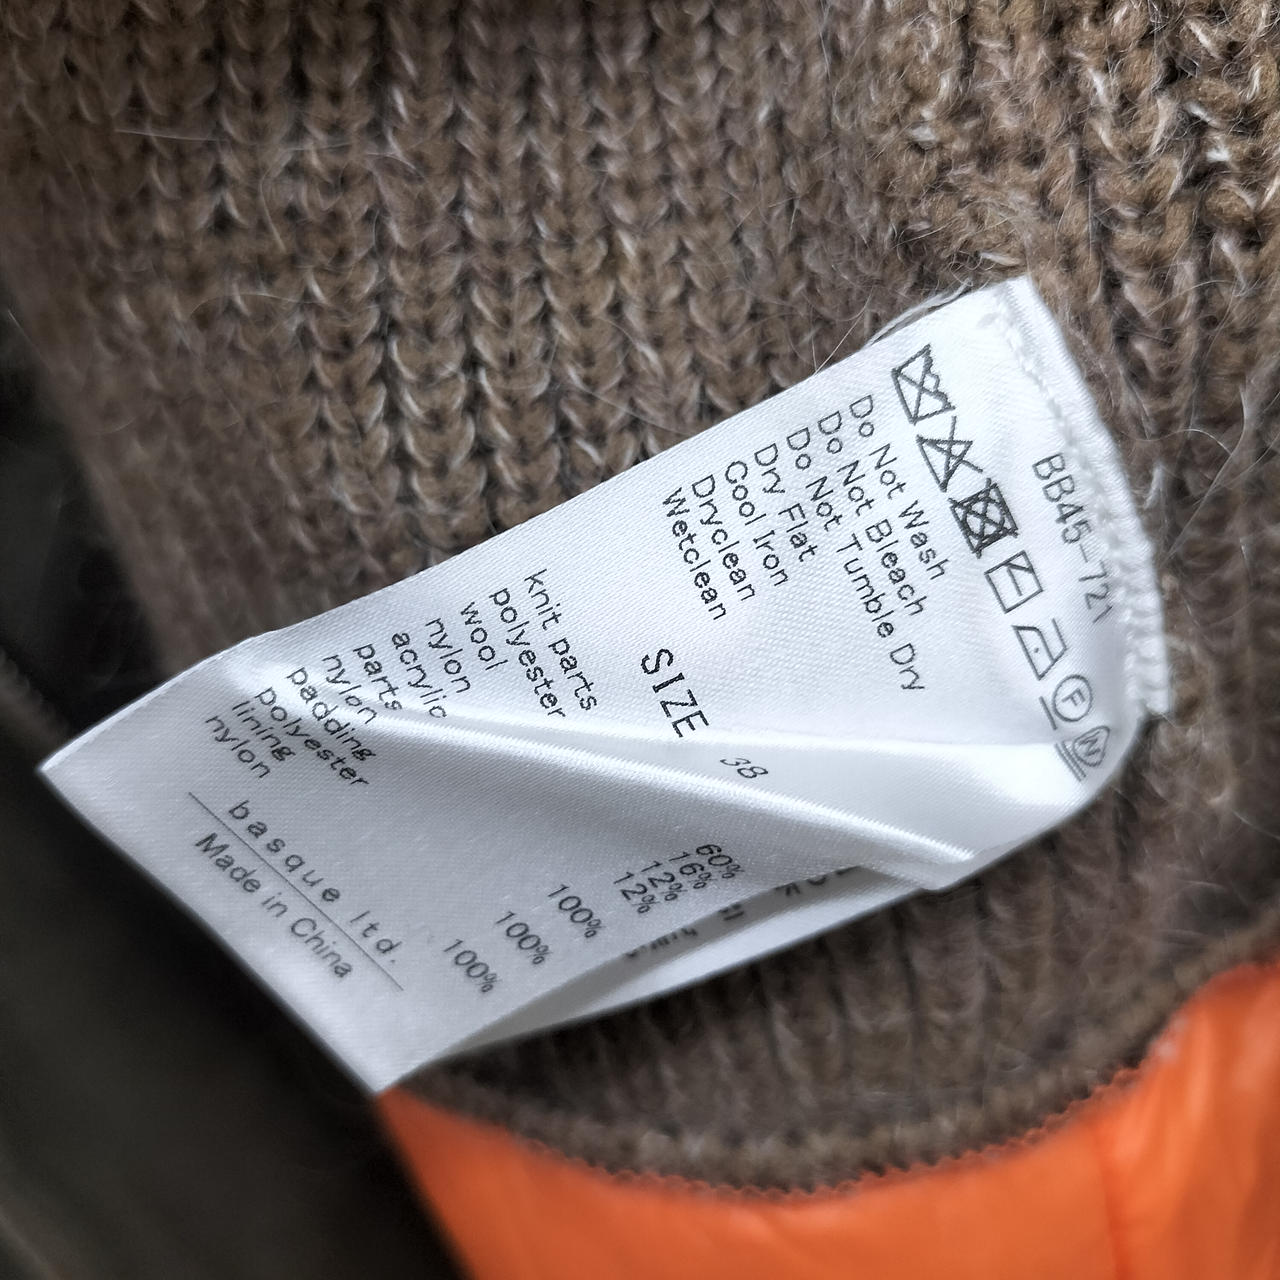 BB45-721
Do Not Wash
Do Not Bleach
Do Not Tumble Dry
Dry Flat
Cool Iron
Dryclean
Wetclean
SIZE 38
knit parts
polyester 60%
wool 16%
nylon 12%
acrylic 12%
parts
nylon 100%
padding
polyester 100%
lining
nylon 100%
basque ltd.
Made in China